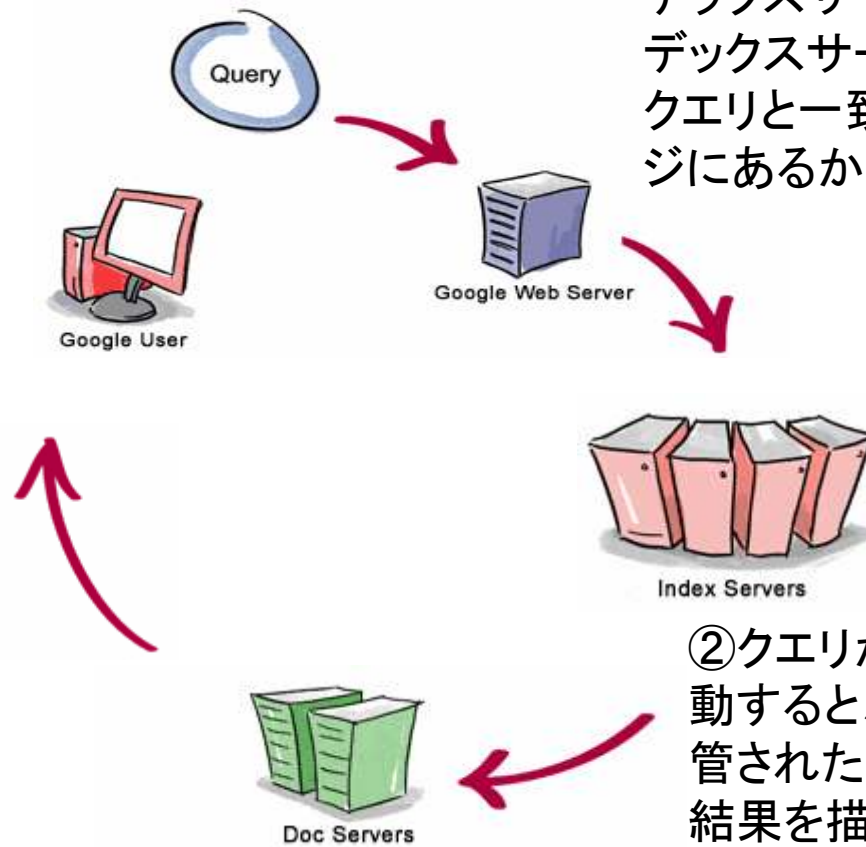 デックスサー
クエリと一致
ジにあるか
Query
Google Web Server
Google User
Index Servers
②クエリが
動すると
管された
結果を描
Doc Servers